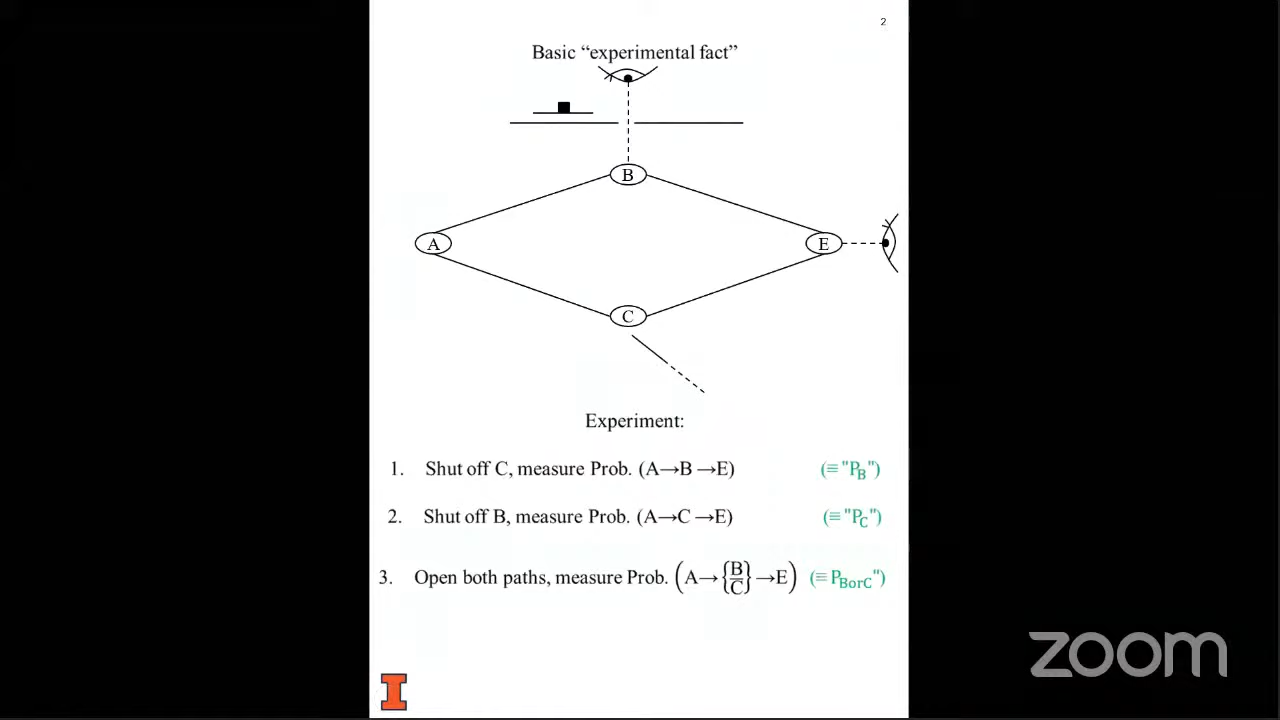 2
Basic “experimental fact”
B
A
E
C
Experiment:
1. Shut off C, measure Prob. (A→B →E) (≡ "P_B")
2. Shut off B, measure Prob. (A→C →E) (≡ "P_C")
3. Open both paths, measure Prob. (A→ {B/C} →E) (≡ P_BorC")
I
zoom